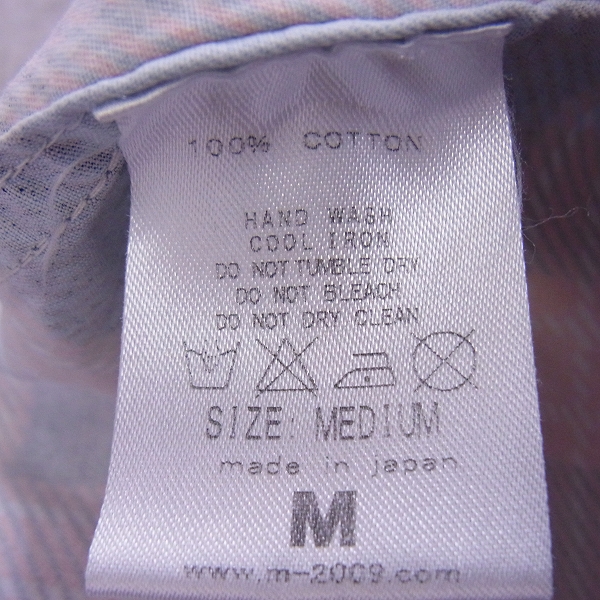 100% COTTON
HAND WASH
COOL IRON
DO NOT TUMBLE DRY
DO NOT BLEACH
DO NOT DRY CLEAN
SIZE: MEDIUM
made in japan
M
www.m-2009.com